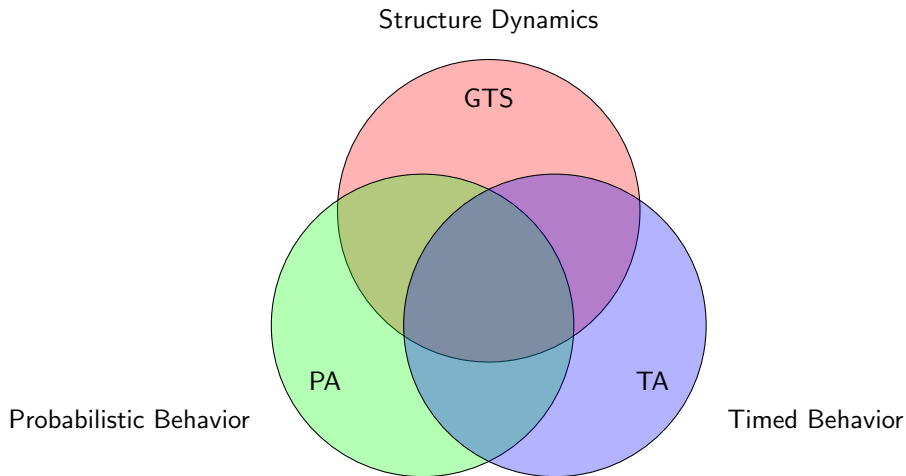 Structure Dynamics
GTS
PA
TA
Probabilistic Behavior
Timed Behavior